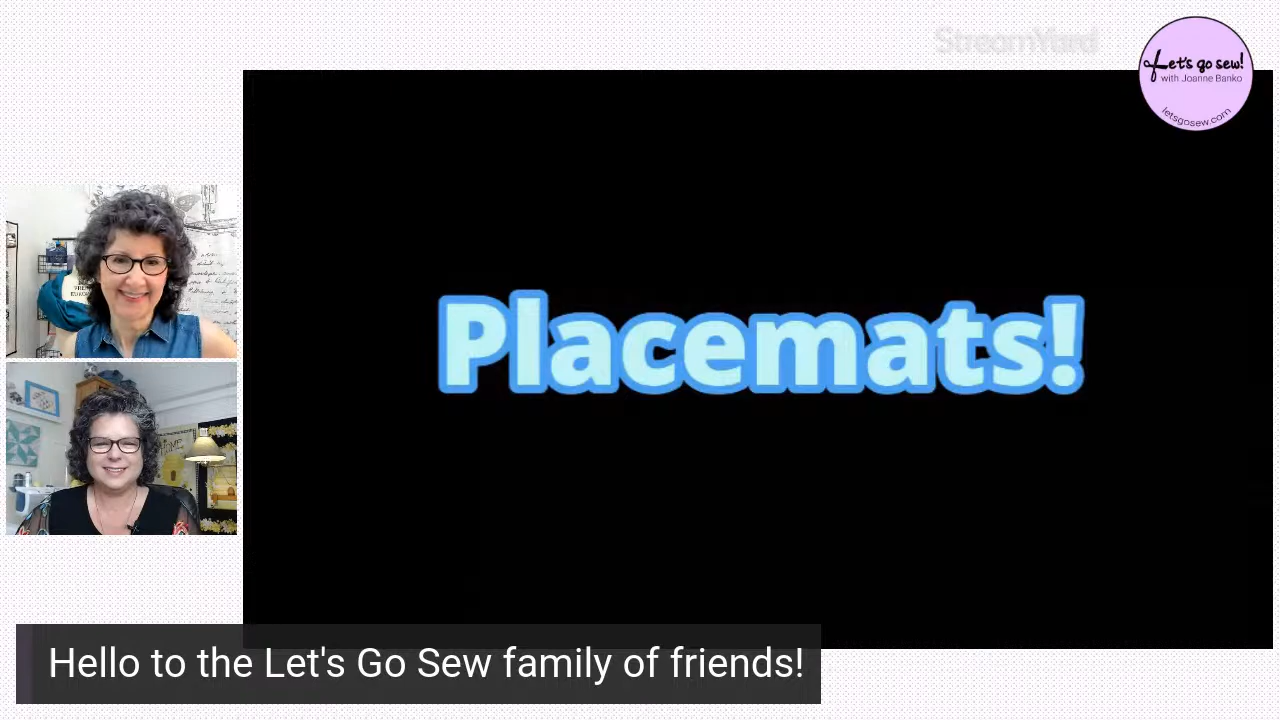 StreamYard
Let's go sew!
with Joanne Banko
letsgosew.com
Placemats!
HOME
Hello to the Let's Go Sew family of friends!